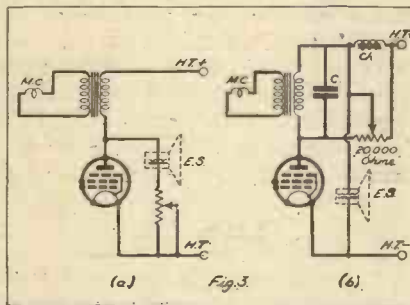 H.T.+
M.C.
E.S.
H.T.-
(a)
Fig.3.
H.T.+
Ch
M.C.
C.
20,000
Ohms
E.S.
H.T.-
(b)